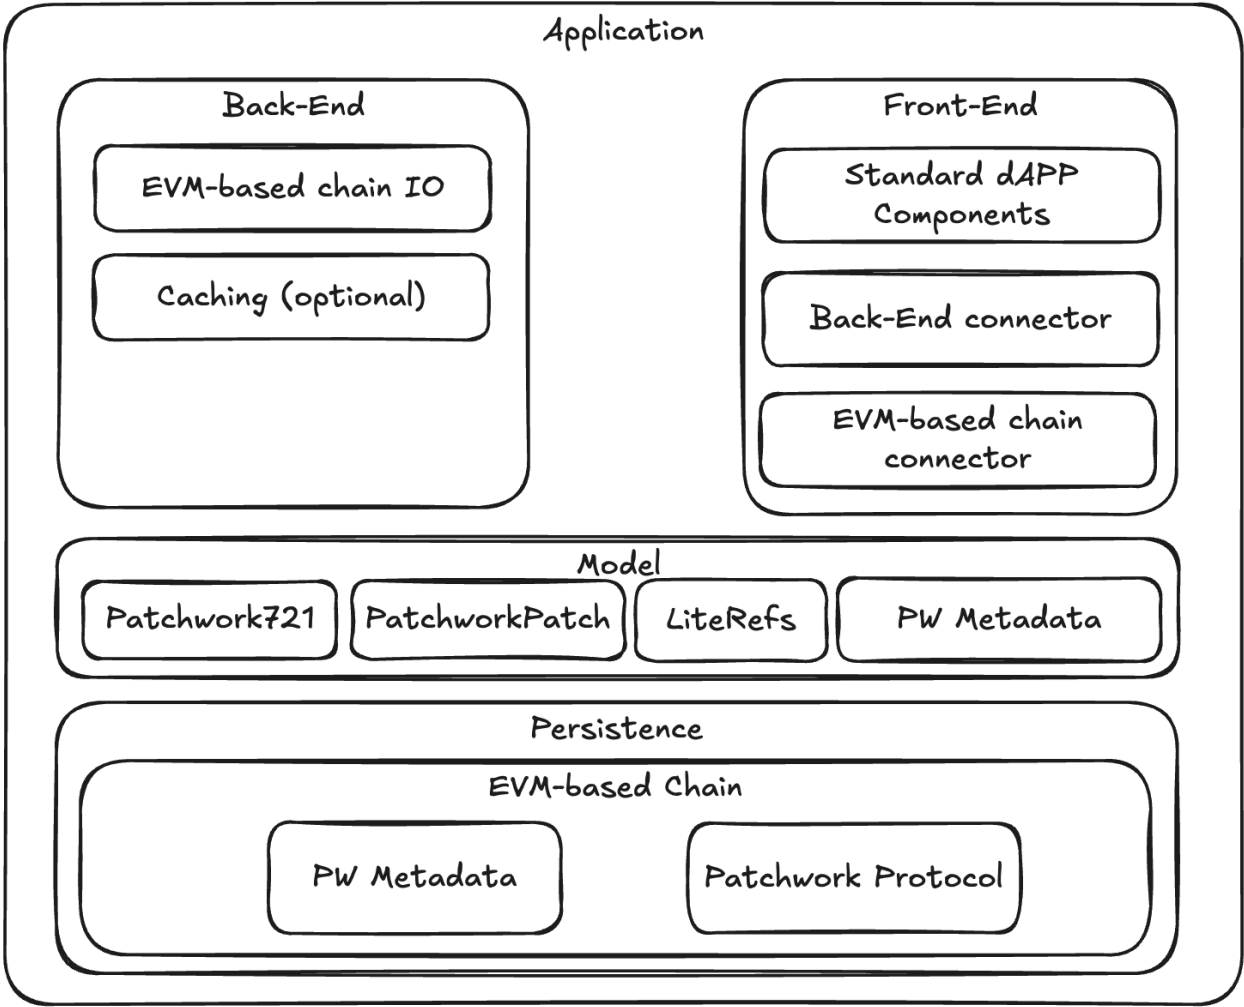 Application
Back-End
EVM-based chain IO
Caching (optional)
Front-End
Standard dAPP
Components
Back-End connector
EVM-based chain
connector
Model
Patchwork721
PatchworkPatch
LiteRefs
PW Metadata
Persistence
EVM-based Chain
PW Metadata
Patchwork Protocol